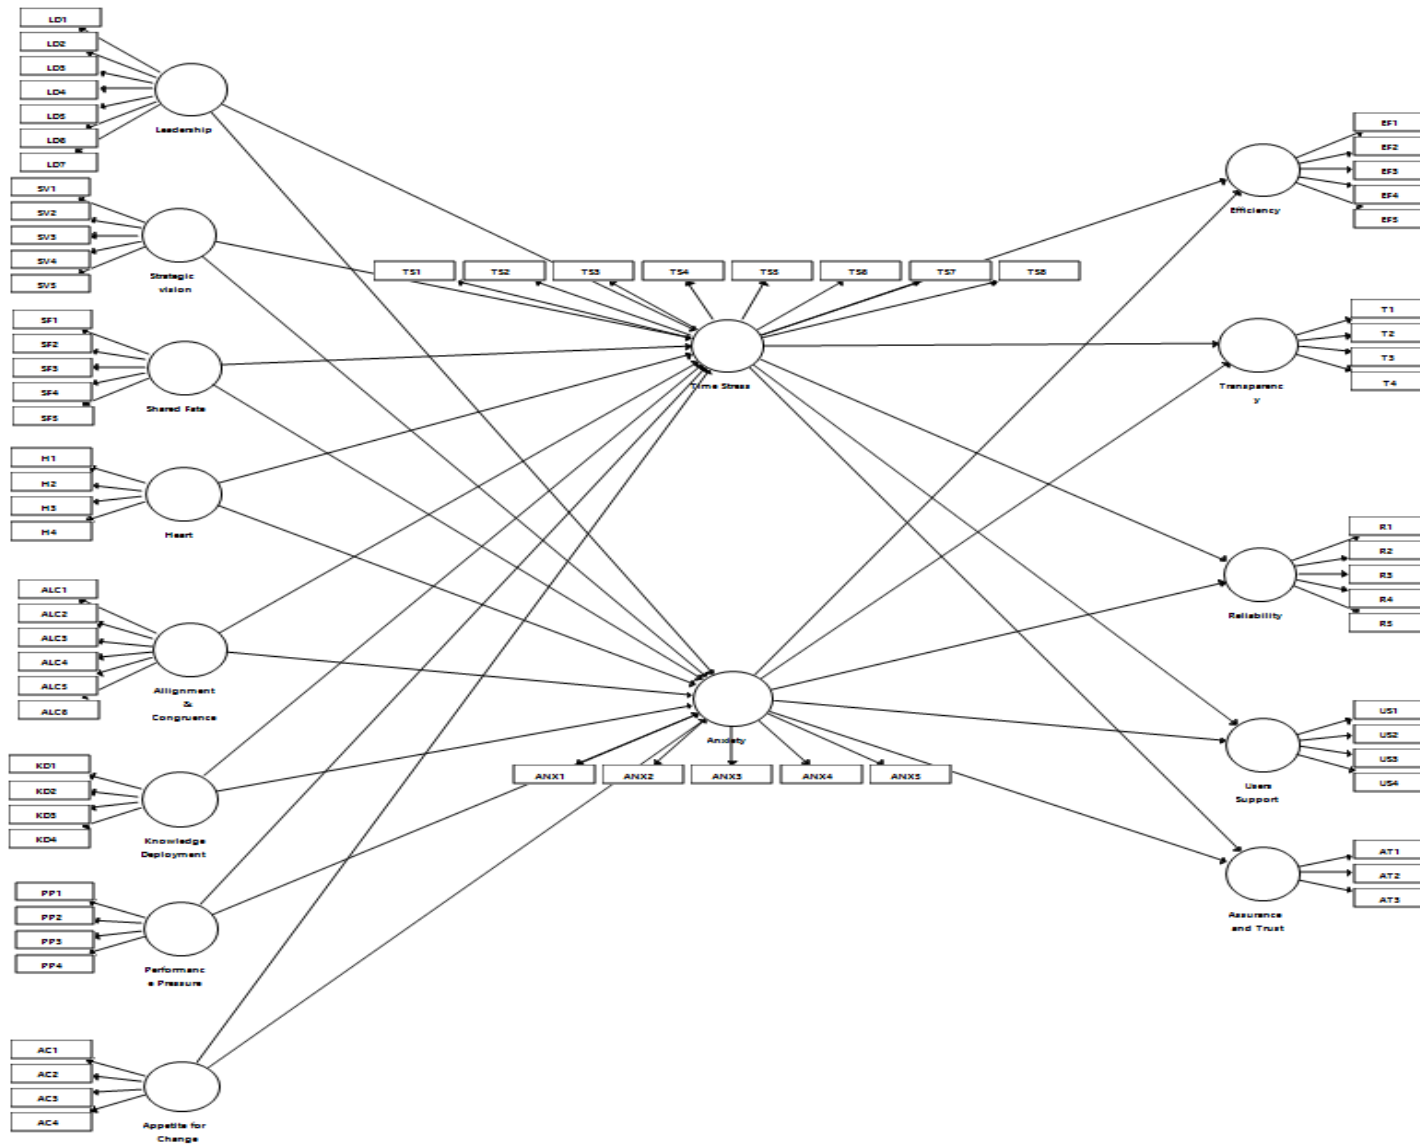 LD1
LD2
LD3
LD4
LD5
LD6
LD7
Leadership
SV1
SV2
SV3
SV4
SV5
Strategic
vision
SF1
SF2
SF3
SF4
SF5
Shared Fate
H1
H2
H3
H4
Heart
ALC1
ALC2
ALC3
ALC4
ALC5
ALC6
Allignment
&
Congruence
KD1
KD2
KD3
KD4
Knowledge
Deployment
PP1
PP2
PP3
PP4
Performanc
e Pressure
AC1
AC2
AC3
AC4
Appetite for
Change
TS1 TS2 TS3 TS4 TS5 TS6 TS7 TS8
Time Stress
Anxiety
ANX1 ANX2 ANX3 ANX4 ANX5
EF1
EF2
EF3
EF4
EF5
Efficiency
T1
T2
T3
T4
Transparenc
y
R1
R2
R3
R4
R5
Reliability
US1
US2
US3
US4
Users
Support
AT1
AT2
AT3
Assurance
and Trust